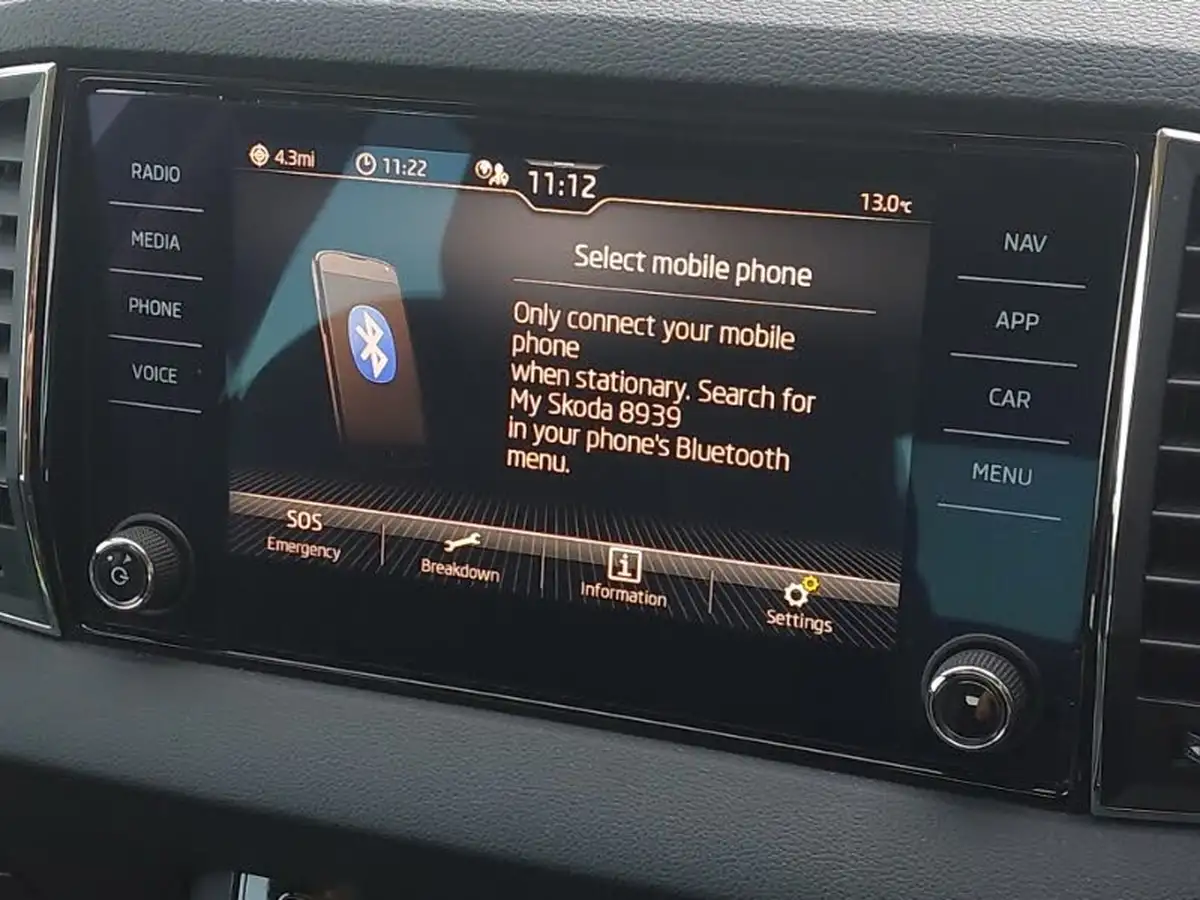 4.3mi 11:22 11:12 13.0°C
RADIO
MEDIA
PHONE
VOICE
Select mobile phone
Only connect your mobile
phone
when stationary. Search for
My Skoda 8939
in your phone's Bluetooth
menu.
SOS
Emergency
Breakdown
Information
Settings
NAV
APP
CAR
MENU